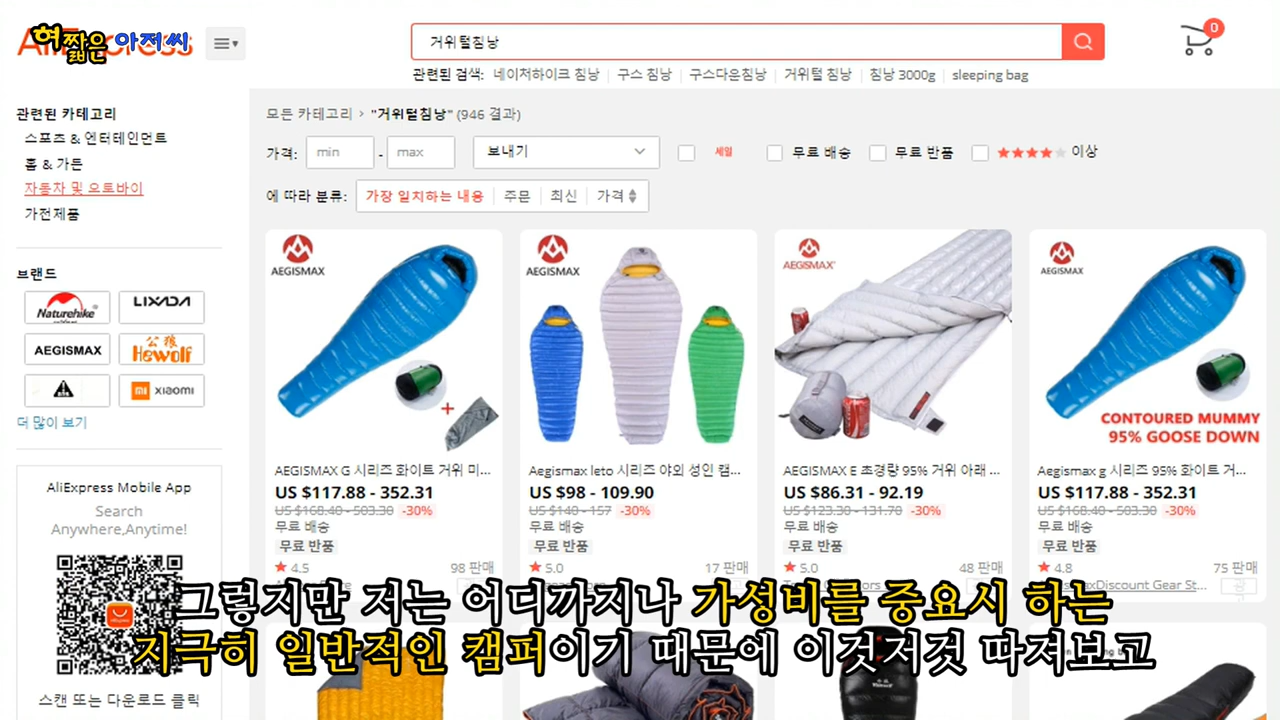 혀짧은 아저씨
AliExpress
거위털침낭
0
관련된 검색: 네이처하이크 침낭 구스 침낭 구스다운침낭 거위털 침낭 침낭 3000g sleeping bag
관련된 카테고리
스포츠 & 엔터테인먼트
홈 & 가든
자동차 및 오토바이
가전제품
브랜드
Naturehike LIXADA
AEGISMAX 公狼 Hewolf
mi xiaomi
더 많이 보기
AliExpress Mobile App
Search
Anywhere,Anytime!
스캔 또는 다운로드 클릭
모든 카테고리 > "거위털침낭" (946 결과)
가격: min - max 보내기 세일 무료 배송 무료 반품 이상
에 따라 분류: 가장 일치하는 내용 주문 최신 가격
AEGISMAX
AEGISMAX G 시리즈 화이트 거위 미...
US $117.88 - 352.31
US $168.40 - 503.30 -30%
무료 배송
무료 반품
4.5 98 판매
AEGISMAX
Aegismax leto 시리즈 야외 성인 캠...
US $98 - 109.90
US $140 - 157 -30%
무료 배송
무료 반품
5.0 17 판매
AEGISMAX
AEGISMAX E 초경량 95% 거위 아래 ...
US $86.31 - 92.19
US $123.30 - 131.70 -30%
무료 배송
무료 반품
5.0 48 판매
AEGISMAX
CONTOURED MUMMY
95% GOOSE DOWN
Aegismax g 시리즈 95% 화이트 거...
US $117.88 - 352.31
US $168.40 - 503.30 -30%
무료 배송
무료 반품
4.8 75 판매
AegismaxDiscount Gear St...
그렇지만 저는 어디까지나 가성비를 중요시 하는
지극히 일반적인 캠퍼이기 때문에 이것저것 따져보고